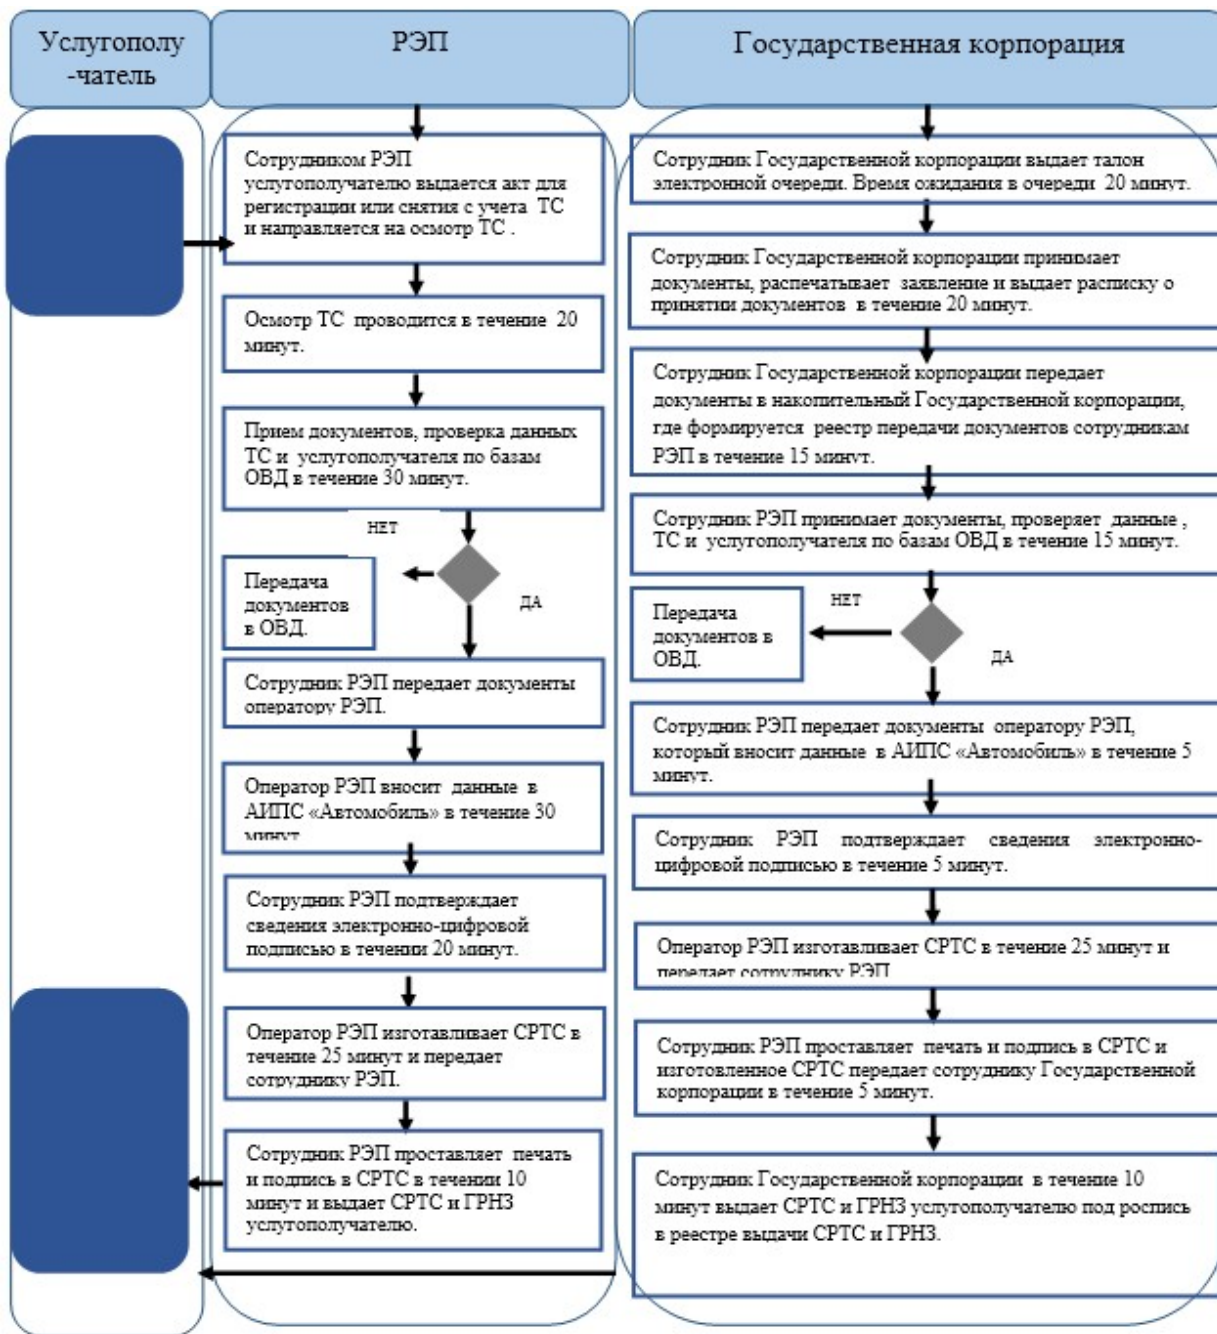 Услугополу
-чатель
РЭП
Государственная корпорация
Сотрудником РЭП
услугополучателю выдается акт для
регистрации или снятия с учета ТС
и направляется на осмотр ТС .
Осмотр ТС проводится в течение 20
минут.
Прием документов, проверка данных
ТС и услугополучателя по базам
ОВД в течение 30 минут.
НЕТ
Передача
документов
в ОВД.
ДА
Сотрудник РЭП передает документы
оператору РЭП.
Оператор РЭП вносит данные в
АИПС «Автомобиль» в течение 30
минут
Сотрудник РЭП подтверждает
сведения электронно-цифровой
подписью в течении 20 минут.
Оператор РЭП изготавливает СРТС в
течение 25 минут и передает
сотруднику РЭП.
Сотрудник РЭП проставляет печать
и подпись в СРТС в течении 10
минут и выдает СРТС и ГРНЗ
услугополучателю.
Сотрудник Государственной корпорации выдает талон
электронной очереди. Время ожидания в очереди 20 минут.
Сотрудник Государственной корпорации принимает
документы, распечатывает заявление и выдает расписку о
принятии документов в течение 20 минут.
Сотрудник Государственной корпорации передает
документы в накопительный Государственной корпорации,
где формируется реестр передачи документов сотрудникам
РЭП в течение 15 минут.
Сотрудник РЭП принимает документы, проверяет данные ,
ТС и услугополучателя по базам ОВД в течение 15 минут.
НЕТ
Передача
документов в
ОВД.
ДА
Сотрудник РЭП передает документы оператору РЭП,
который вносит данные в АИПС «Автомобиль» в течение 5
минут.
Сотрудник РЭП подтверждает сведения электронно-
цифровой подписью в течение 5 минут.
Оператор РЭП изготавливает СРТС в течение 25 минут и
передает сотруднику РЭП
Сотрудник РЭП проставляет печать и подпись в СРТС и
изготовленное СРТС передает сотруднику Государственной
корпорации в течение 5 минут.
Сотрудник Государственной корпорации в течение 10
минут выдает СРТС и ГРНЗ услугополучателю под роспись
в реестре выдачи СРТС и ГРНЗ.